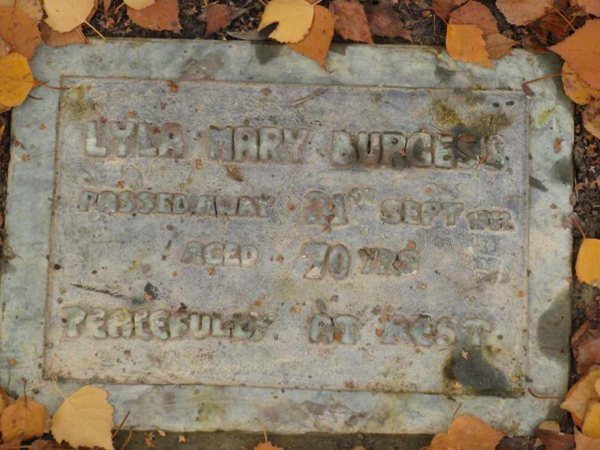 LYLA MARY BURGESS
PASSED AWAY 21ST SEPT
AGED 70 YRS
PEACEFULLY AT REST